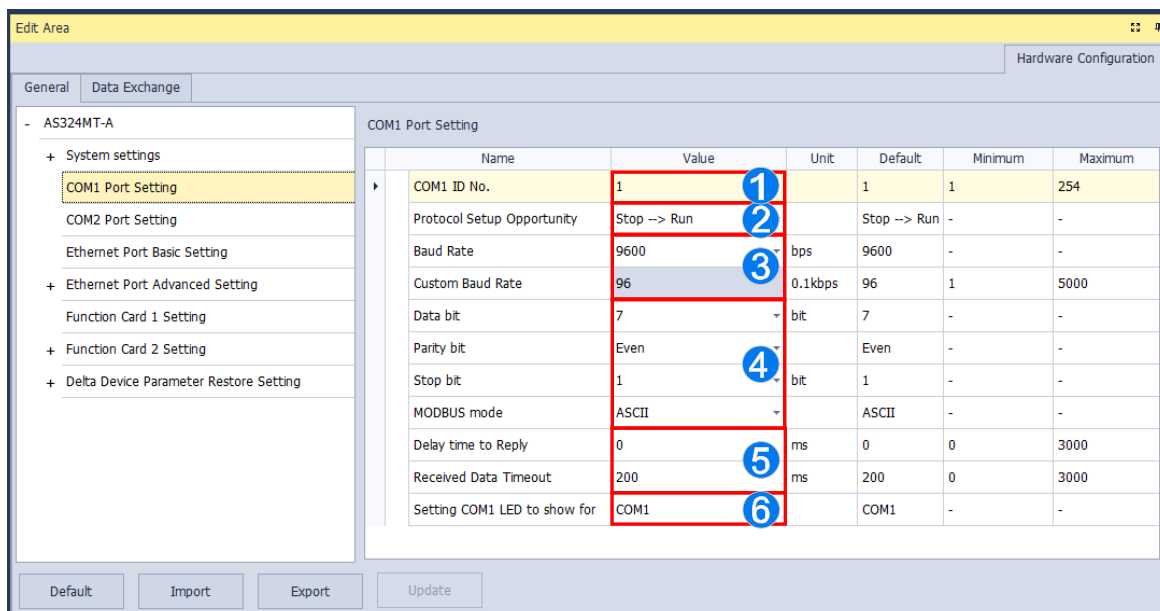 Edit Area
Hardware Configuration
General Data Exchange
- AS324MT-A
+ System settings
COM1 Port Setting
COM2 Port Setting
Ethernet Port Basic Setting
+ Ethernet Port Advanced Setting
Function Card 1 Setting
+ Function Card 2 Setting
+ Delta Device Parameter Restore Setting
COM1 Port Setting
Name Value Unit Default Minimum Maximum
COM1 ID No. 1 1 1 1 254
Protocol Setup Opportunity Stop --> Run 2 Stop --> Run - -
Baud Rate 9600 bps 9600 - -
3
Custom Baud Rate 96 0.1kbps 96 1 5000
Data bit 7 bit 7 - -
Parity bit Even Even - -
4
Stop bit 1 bit 1 - -
MODBUS mode ASCII ASCII - -
Delay time to Reply 0 ms 0 0 3000
5
Received Data Timeout 200 ms 200 0 3000
Setting COM1 LED to show for COM1 6 COM1 - -
Default Import Export Update